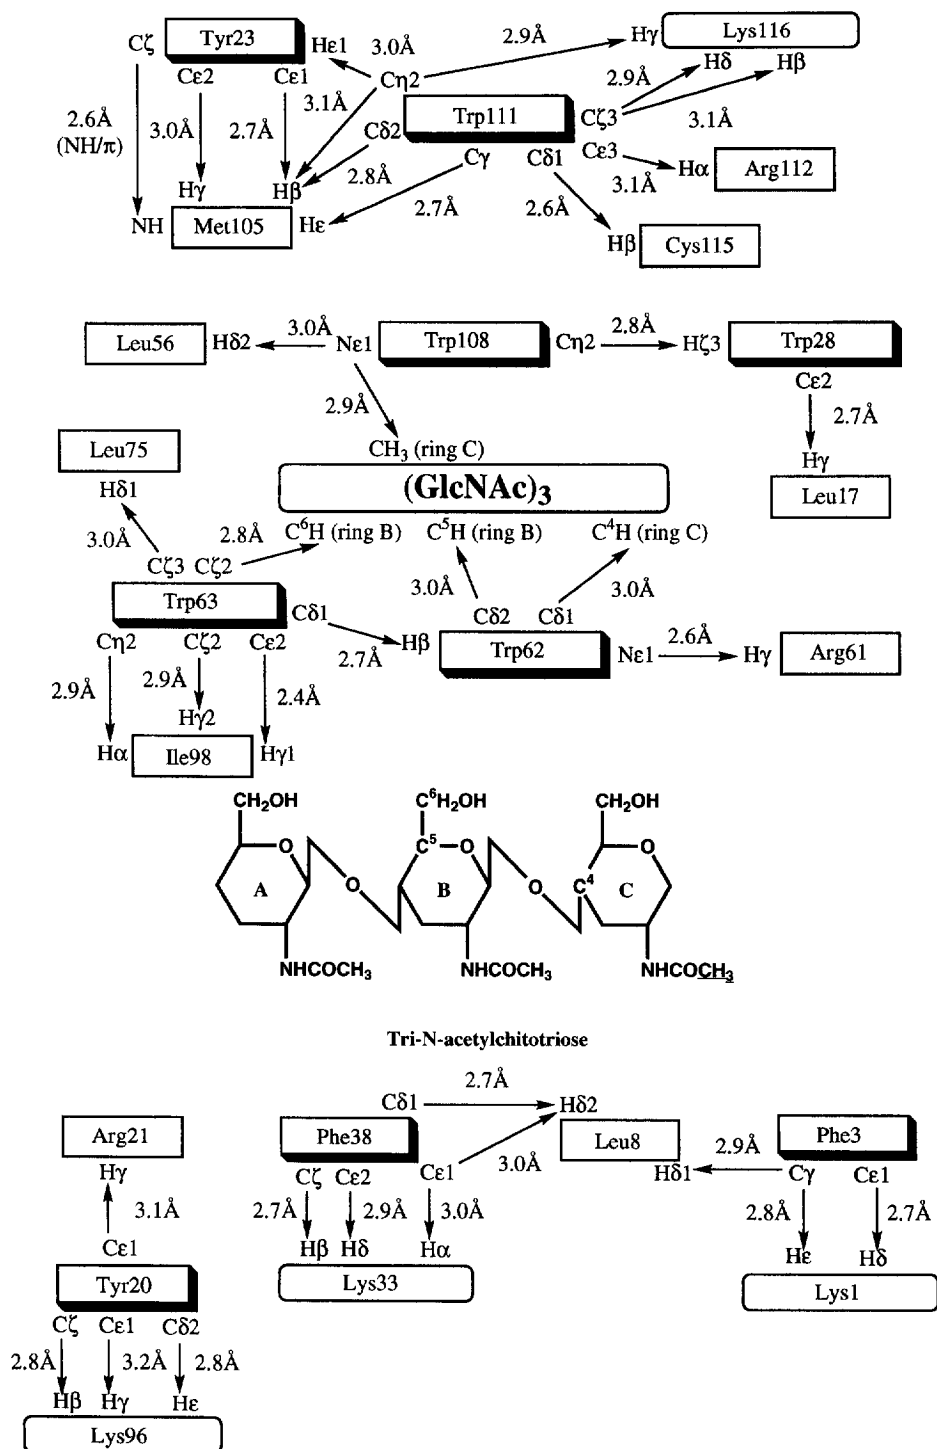 Cζ Tyr23 Hε1 3.0Å 2.9Å Hγ Lys116
Cε2 Cε1 Cη2 2.9Å Hδ Hβ
2.6Å 3.0Å 2.7Å 3.1Å Trp111 Cζ3 3.1Å
(NH/π) Cδ2 Cγ Cδ1 Cε3 Hα Arg112
Hγ Hβ 2.8Å 3.1Å
NH Met105 Hε 2.7Å 2.6Å Hβ Cys115
Leu56 Hδ2 3.0Å Nε1 Trp108 Cη2 2.8Å Hζ3 Trp28
Cε2
2.9Å 2.7Å
Leu75 CH3 (ring C) Hγ
Hδ1 (GlcNAc)3 Leu17
3.0Å 2.8Å C⁶H (ring B) C⁵H (ring B) C⁴H (ring C)
Cζ3 Cζ2 3.0Å 3.0Å
Trp63 Cδ1 Cδ2 Cδ1
Cη2 Cζ2 Cε2 2.7Å Hβ Trp62 Nε1 2.6Å Hγ Arg61
2.9Å 2.9Å 2.4Å
Hγ2
Hα Ile98 Hγ1
CH2OH C⁶H2OH CH2OH
O C⁵ O O
A O B O C⁴ C
NHCOCH3 NHCOCH3 NHCOCH3
Tri-N-acetylchitotriose
2.7Å
Cδ1 Hδ2
Arg21 Phe38 Leu8 Phe3
Hγ Cζ Cε2 Cε1 3.0Å Hδ1 2.9Å Cγ Cε1
3.1Å 2.7Å 2.9Å 3.0Å 2.8Å 2.7Å
Cε1 Hβ Hδ Hα Hε Hδ
Tyr20 Lys33 Lys1
Cζ Cε1 Cδ2
2.8Å 3.2Å 2.8Å
Hβ Hγ Hε
Lys96